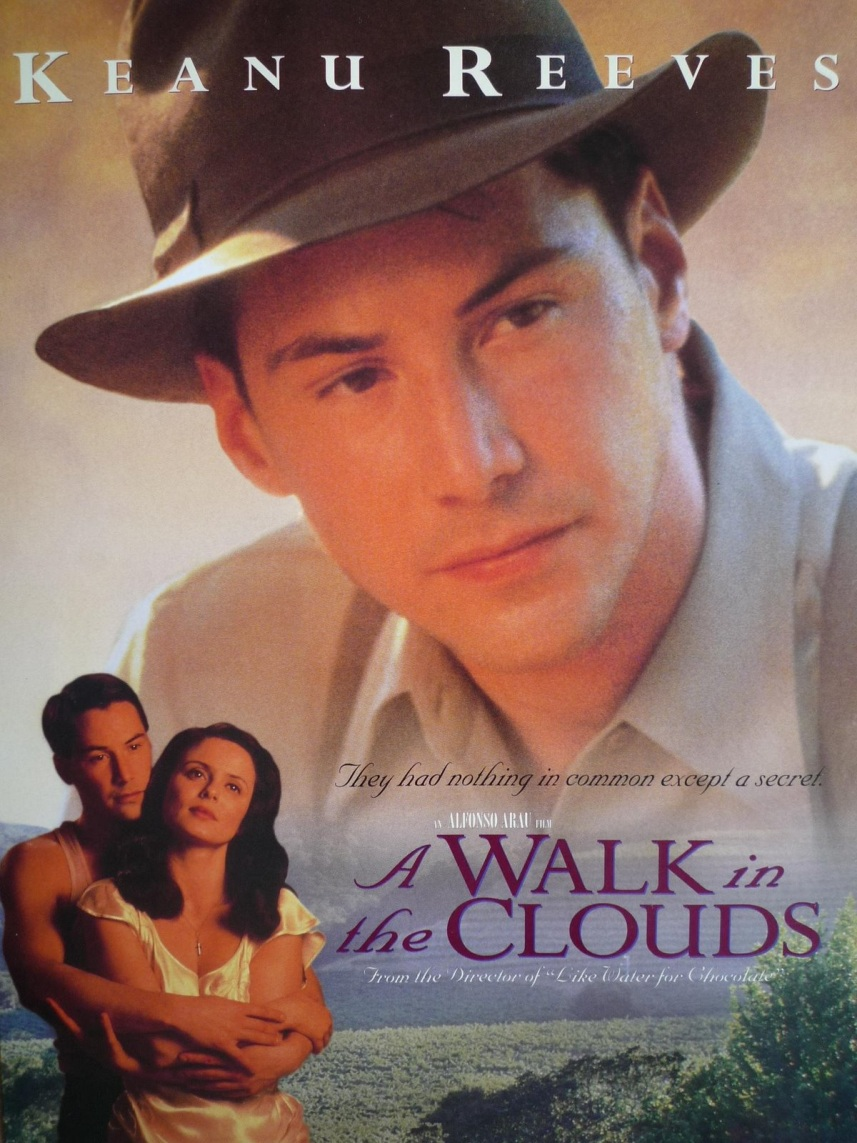 KEANU REEVES
They had nothing in common except a secret.
AN ALFONSO ARAU FILM
A WALK in
the CLOUDS
From the Director of "Like Water for Chocolate"